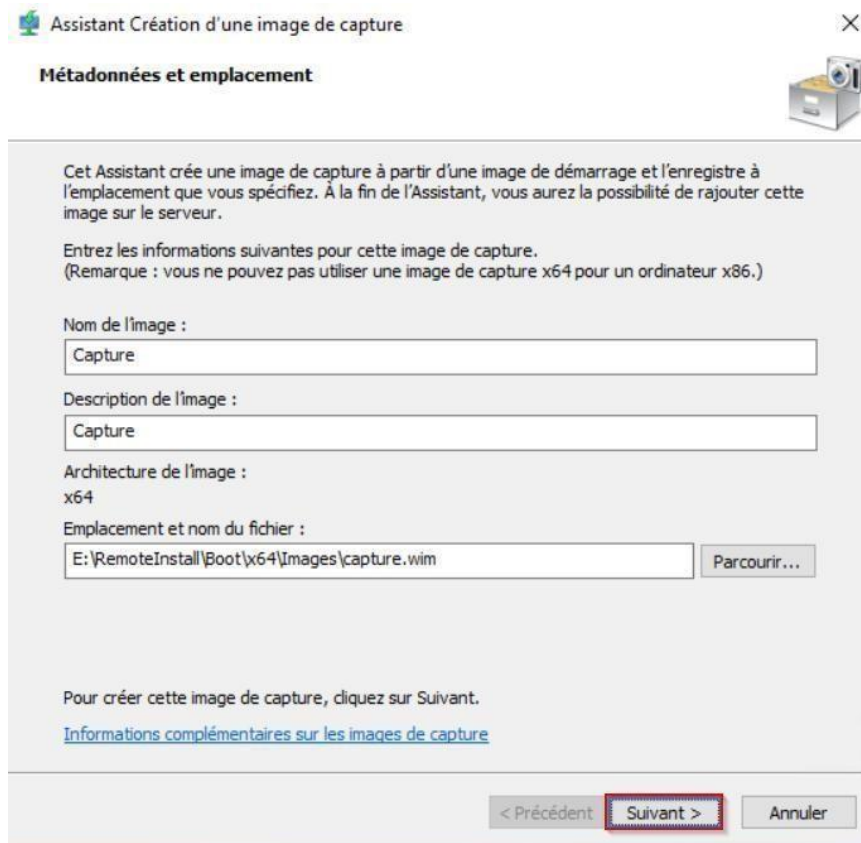 Assistant Création d'une image de capture
Métadonnées et emplacement
Cet Assistant crée une image de capture à partir d'une image de démarrage et l'enregistre à
l'emplacement que vous spécifiez. À la fin de l'Assistant, vous aurez la possibilité de rajouter cette
image sur le serveur.
Entrez les informations suivantes pour cette image de capture.
(Remarque : vous ne pouvez pas utiliser une image de capture x64 pour un ordinateur x86.)
Nom de l'image :
Capture
Description de l'image :
Capture
Architecture de l'image :
x64
Emplacement et nom du fichier :
E:\RemoteInstall\Boot\x64\Images\capture.wim
Parcourir...
Pour créer cette image de capture, cliquez sur Suivant.
Informations complémentaires sur les images de capture
< Précédent Suivant > Annuler